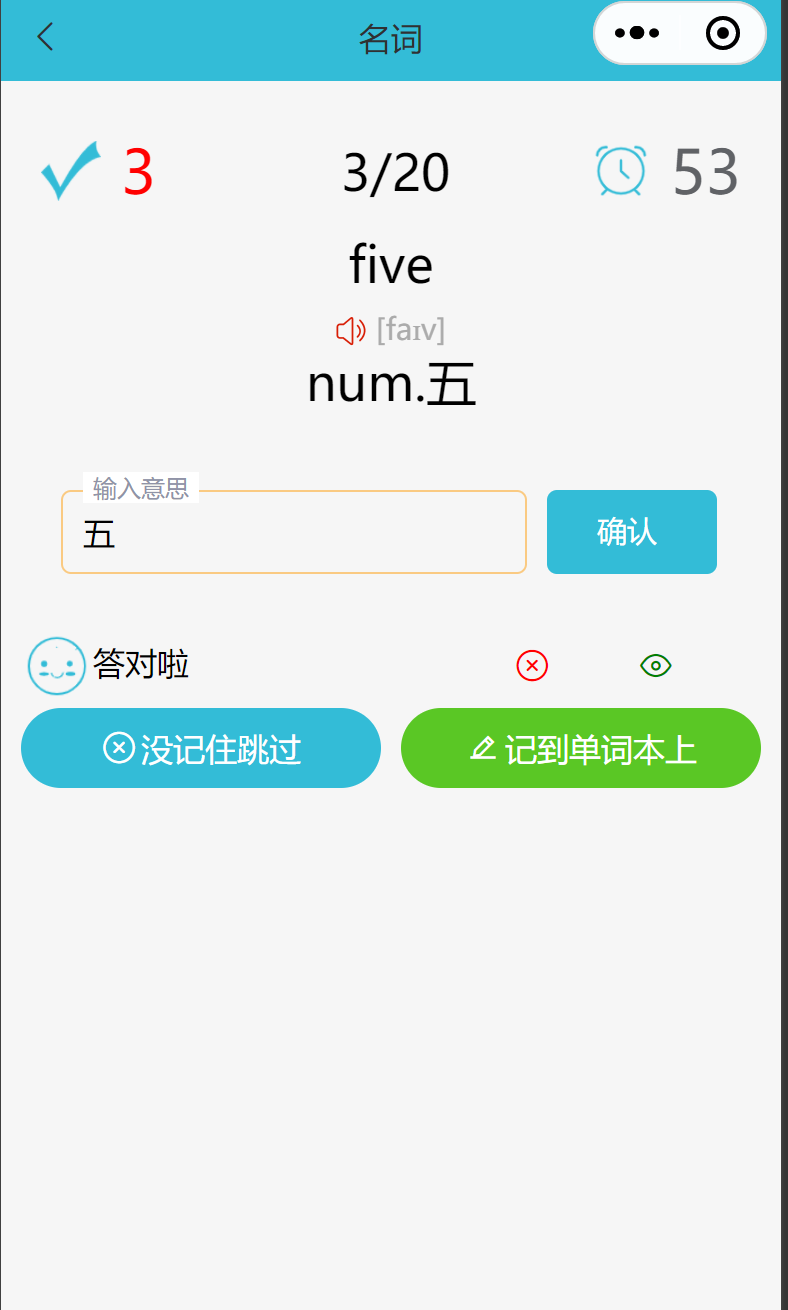 名词
3 3/20 53
five
[faɪv]
num.五
输入意思
五 确认
答对啦
没记住跳过 记到单词本上